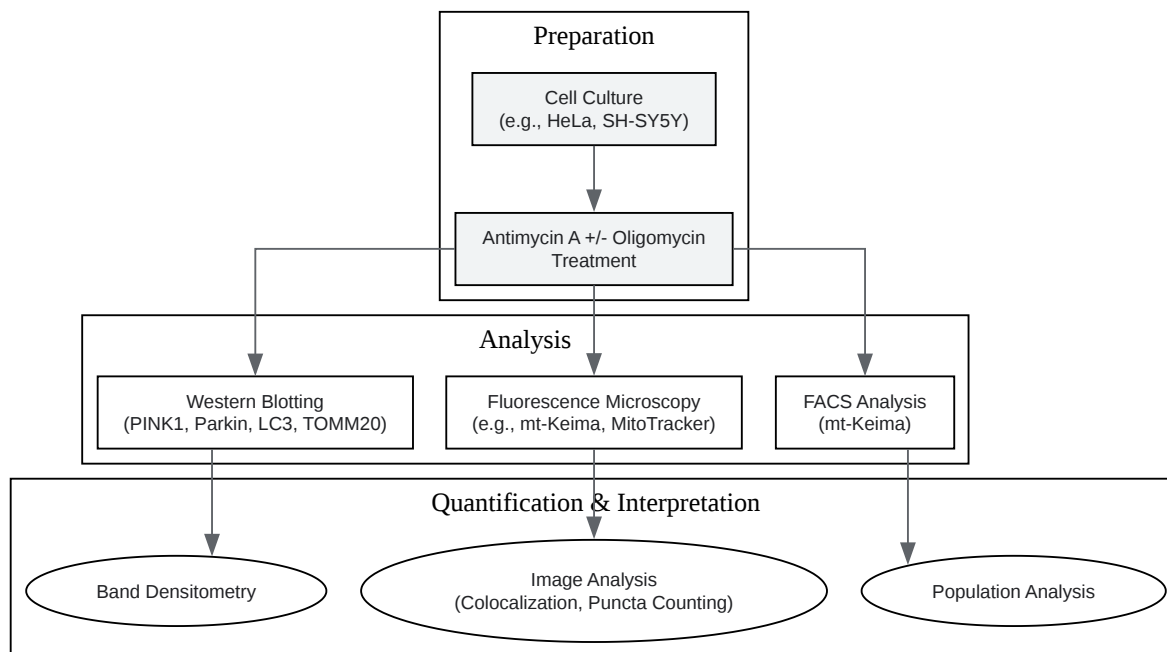 Preparation
Cell Culture
(e.g., HeLa, SH-SY5Y)
Antimycin A +/- Oligomycin
Treatment
Analysis
Western Blotting
(PINK1, Parkin, LC3, TOMM20)
Fluorescence Microscopy
(e.g., mt-Keima, MitoTracker)
FACS Analysis
(mt-Keima)
Quantification & Interpretation
Band Densitometry
Image Analysis
(Colocalization, Puncta Counting)
Population Analysis